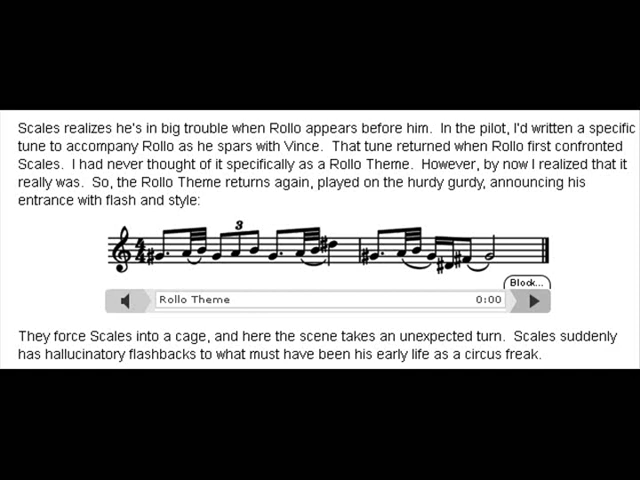 Scales realizes he's in big trouble when Rollo appears before him.  In the pilot, I'd written a specific
tune to accompany Rollo as he spars with Vince.  That tune returned when Rollo first confronted
Scales.  I had never thought of it specifically as a Rollo Theme.  However, by now I realized that it
really was.  So, the Rollo Theme returns again, played on the hurdy gurdy, announcing his
entrance with flash and style:
3
4
4
Block...
Rollo Theme 0:00
They force Scales into a cage, and here the scene takes an unexpected turn.  Scales suddenly
has hallucinatory flashbacks to what must have been his early life as a circus freak.